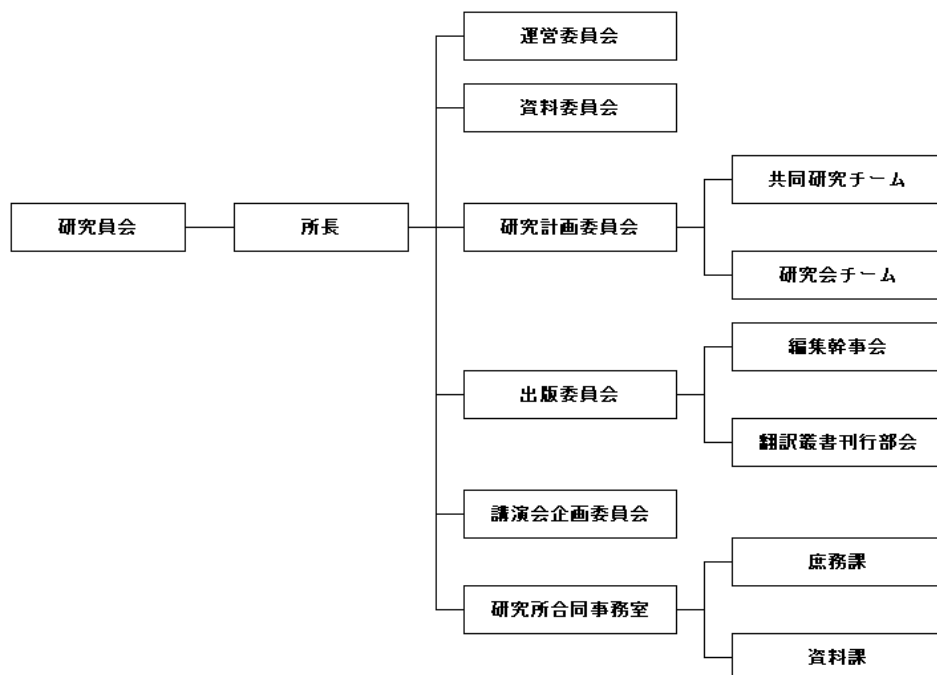 運営委員会
資料委員会
共同研究チーム
研究員会
所長
研究計画委員会
研究会チーム
編集幹事会
出版委員会
翻訳叢書刊行部会
講演会企画委員会
庶務課
研究所合同事務室
資料課